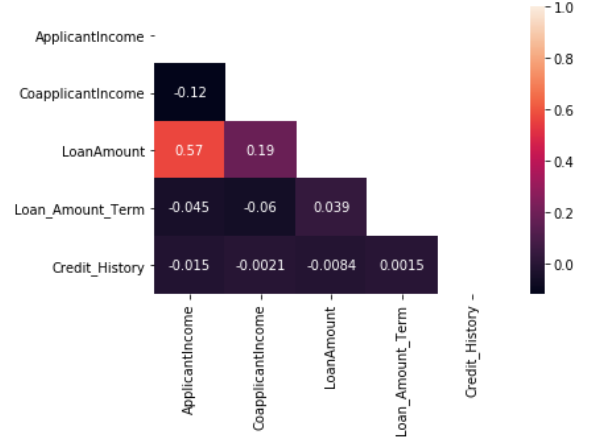 ApplicantIncome
CoapplicantIncome
-0.12
LoanAmount
0.57 0.19
Loan_Amount_Term
-0.045 -0.06 0.039
Credit_History
-0.015 -0.0021 -0.0084 0.0015
ApplicantIncome
CoapplicantIncome
LoanAmount
Loan_Amount_Term
Credit_History
1.0
0.8
0.6
0.4
0.2
0.0